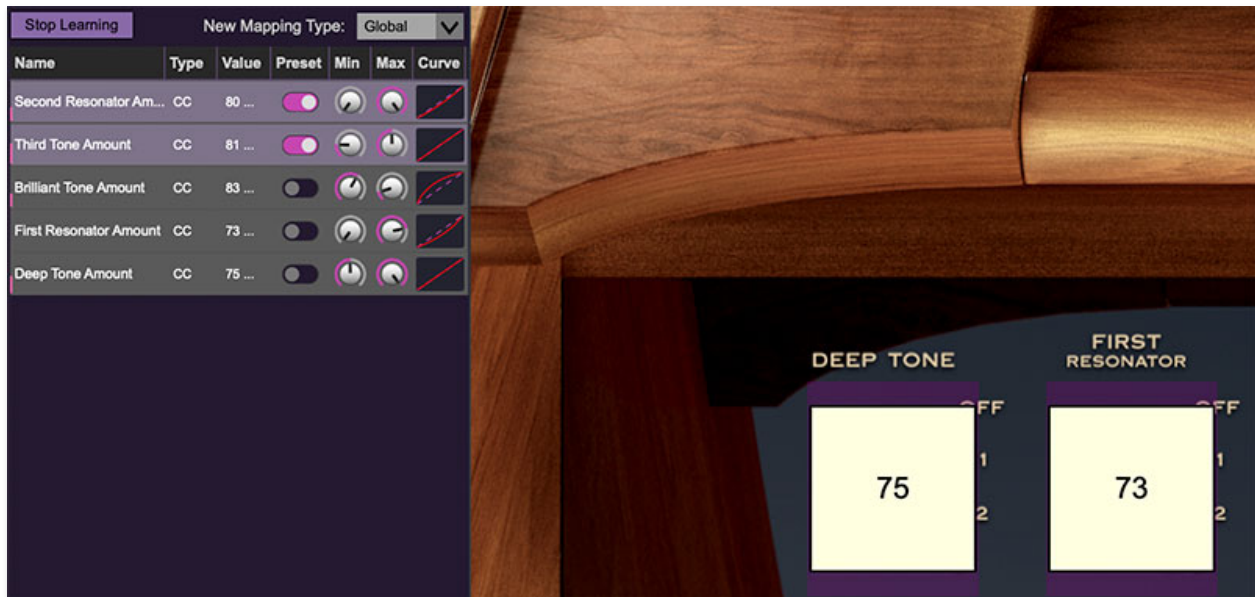 Stop Learning New Mapping Type: Global
Name Type Value Preset Min Max Curve
Second Resonator Am... CC 80 ...
Third Tone Amount CC 81 ...
Brilliant Tone Amount CC 83 ...
First Resonator Amount CC 73 ...
Deep Tone Amount CC 75 ...
DEEP TONE
75
1
2
FIRST
RESONATOR
73
1
2